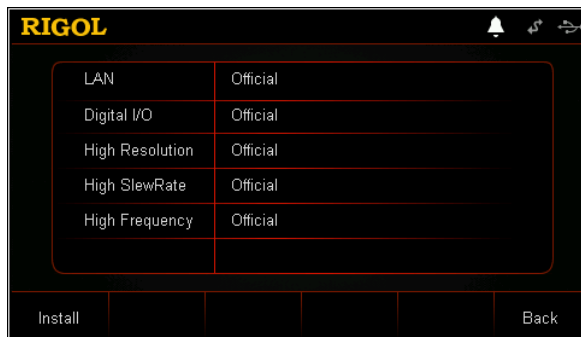 RIGOL
LAN Official
Digital I/O Official
High Resolution Official
High SlewRate Official
High Frequency Official
Install Back